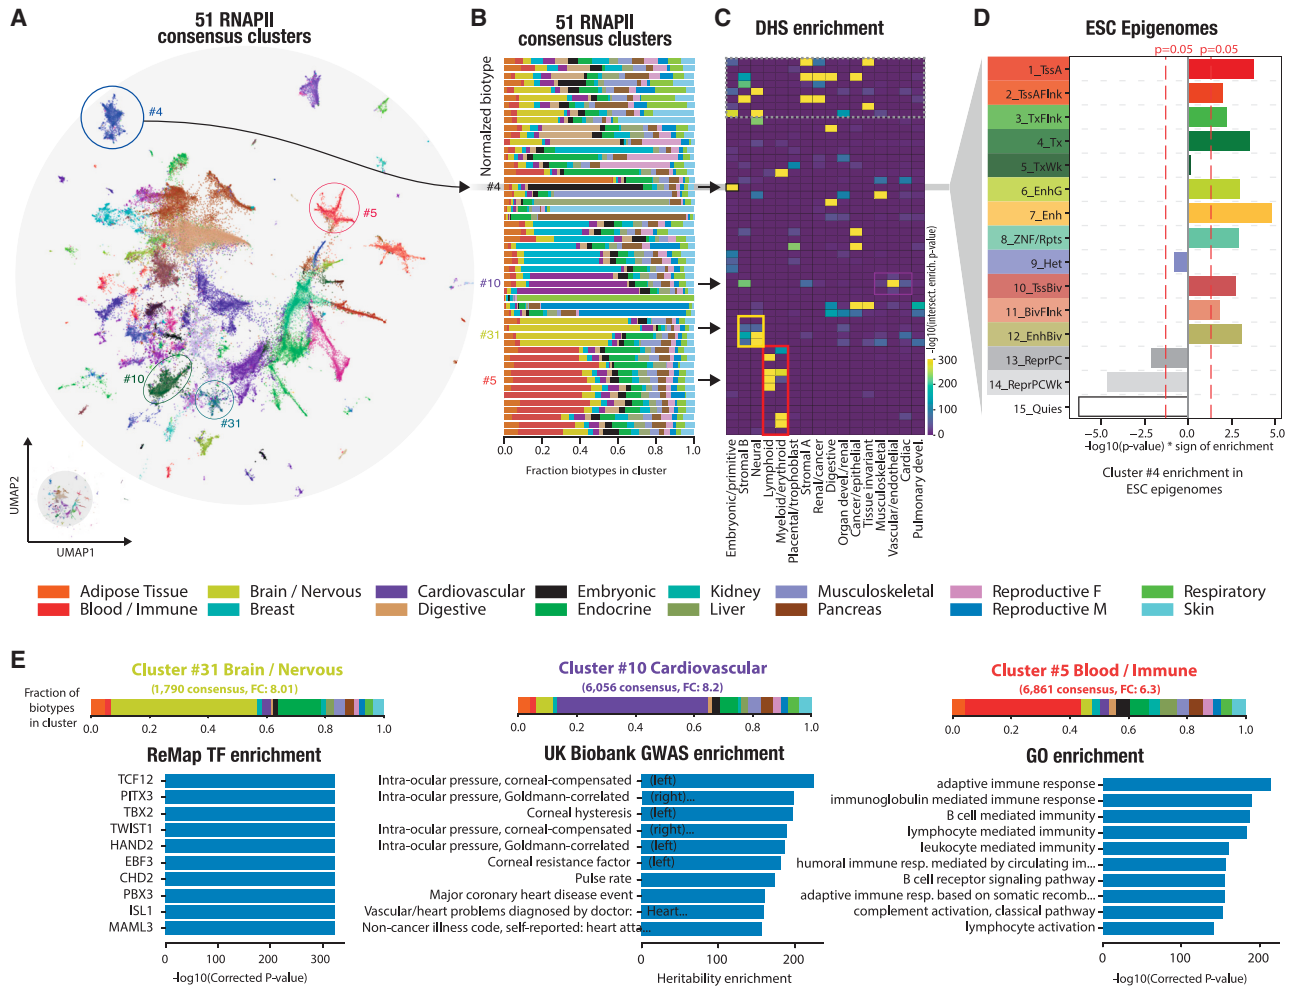 A
51 RNAPII
consensus clusters
#4
#5
#10
#31
UMAP2
UMAP1
B
51 RNAPII
consensus clusters
Normalzed biotype
#4
#10
#31
#5
0.0 0.2 0.4 0.6 0.8 1.0
Fraction biotypes in cluster
C
DHS enrichment
-log10(intersect. enrich. p-value)
300
200
100
0
Embryonic/primitive
Stromal B
Neural
Lymphoid
Myeloid/erythroid
Placental/trophoblast
Stromal A
Renal/cancer
Digestive
Organ devel./renal
Cancer/epithelial
Tissue invariant
Musculoskeletal
Vascular/endothelial
Cardiac
Pulmonary devel.
D
ESC Epigenomes
p=0.05 p=0.05
1_TssA
2_TssAFlnk
3_TxFlnk
4_Tx
5_TxWk
6_EnhG
7_Enh
8_ZNF/Rpts
9_Het
10_TssBiv
11_BivFlnk
12_EnhBiv
13_ReprPC
14_ReprPCWk
15_Quies
−5.0 −2.5 0.0 2.5 5.0
-log10(p-value) * sign of enrichment
Cluster #4 enrichment in
ESC epigenomes
Adipose Tissue Brain / Nervous Cardiovascular Embryonic Kidney Musculoskeletal Reproductive F Respiratory
Blood / Immune Breast Digestive Endocrine Liver Pancreas Reproductive M Skin
E
Cluster #31 Brain / Nervous
(1,790 consensus, FC: 8.01)
Fraction of
biotypes
in cluster
0.0 0.2 0.4 0.6 0.8 1.0
ReMap TF enrichment
TCF12
PITX3
TBX2
TWIST1
HAND2
EBF3
CHD2
PBX3
ISL1
MAML3
0 100 200 300
-log10(Corrected P-value)
Cluster #10 Cardiovascular
(6,056 consensus, FC: 8.2)
0.0 0.2 0.4 0.6 0.8 1.0
UK Biobank GWAS enrichment
Intra-ocular pressure, corneal-compensated (left)
Intra-ocular pressure, Goldmann-correlated (right)...
Corneal hysteresis (left)
Intra-ocular pressure, corneal-compensated (right)...
Intra-ocular pressure, Goldmann-correlated (left)
Corneal resistance factor (left)
Pulse rate
Major coronary heart disease event
Vascular/heart problems diagnosed by doctor: Heart...
Non-cancer illness code, self-reported: heart atta...
0 100 200
Heritability enrichment
Cluster #5 Blood / Immune
(6,861 consensus, FC: 6.3)
0.0 0.2 0.4 0.6 0.8 1.0
GO enrichment
adaptive immune response
immunoglobulin mediated immune response
B cell mediated immunity
lymphocyte mediated immunity
leukocyte mediated immunity
humoral immune resp. mediated by circulating im...
B cell receptor signaling pathway
adaptive immune resp. based on somatic recomb...
complement activation, classical pathway
lymphocyte activation
0 100 200
-log10(Corrected P-value)